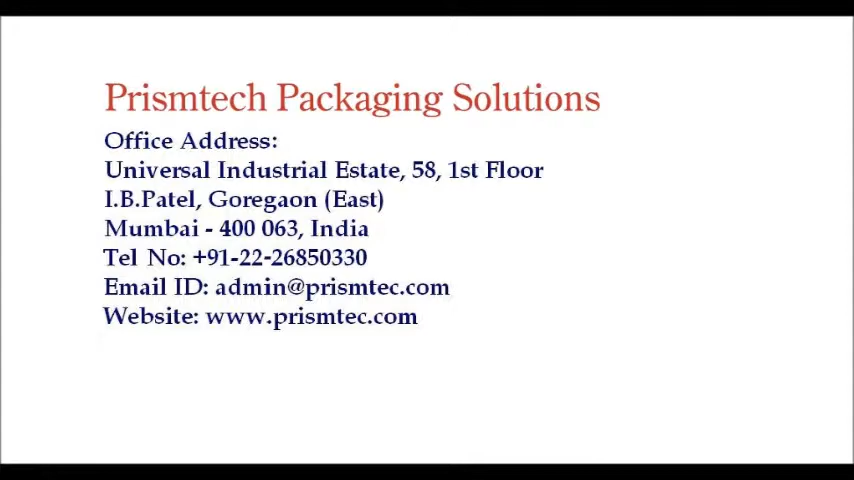 Prismtech Packaging Solutions
Office Address:
Universal Industrial Estate, 58, 1st Floor
I.B.Patel, Goregaon (East)
Mumbai - 400 063, India
Tel No: +91-22-26850330
Email ID: admin@prismtec.com
Website: www.prismtec.com